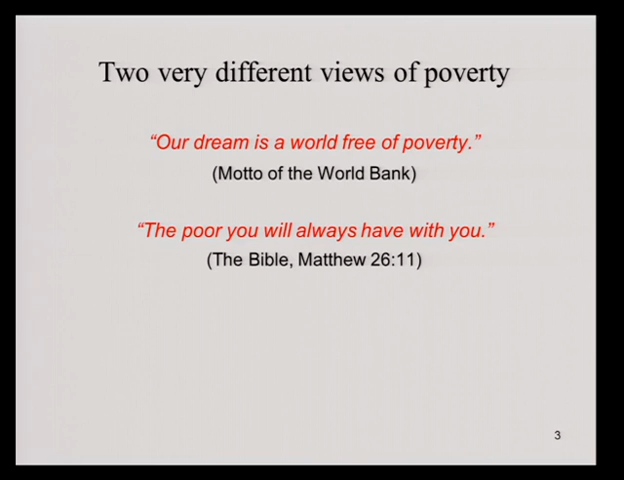 Two very different views of poverty
“Our dream is a world free of poverty.”
(Motto of the World Bank)
“The poor you will always have with you.”
(The Bible, Matthew 26:11)
3